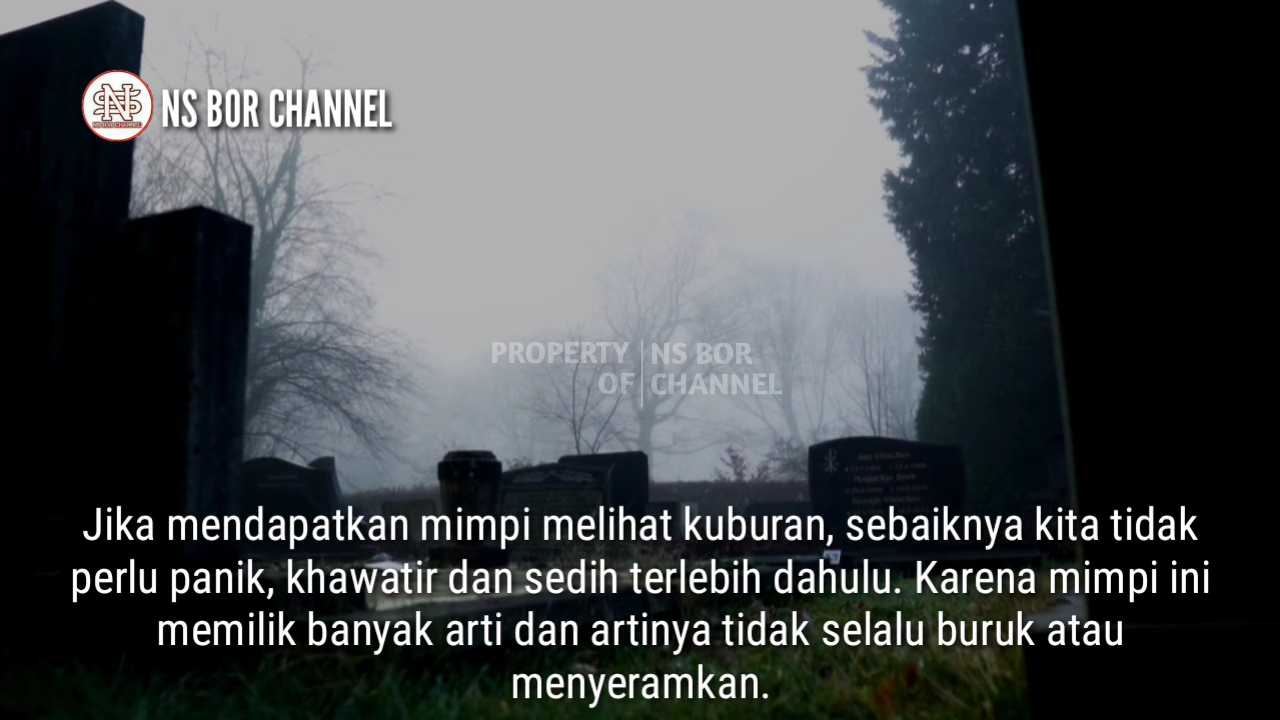 NS BOR CHANNEL
PROPERTY OF
NS BOR CHANNEL
Jika mendapatkan mimpi melihat kuburan, sebaiknya kita tidak
perlu panik, khawatir dan sedih terlebih dahulu. Karena mimpi ini
memilik banyak arti dan artinya tidak selalu buruk atau
menyeramkan.